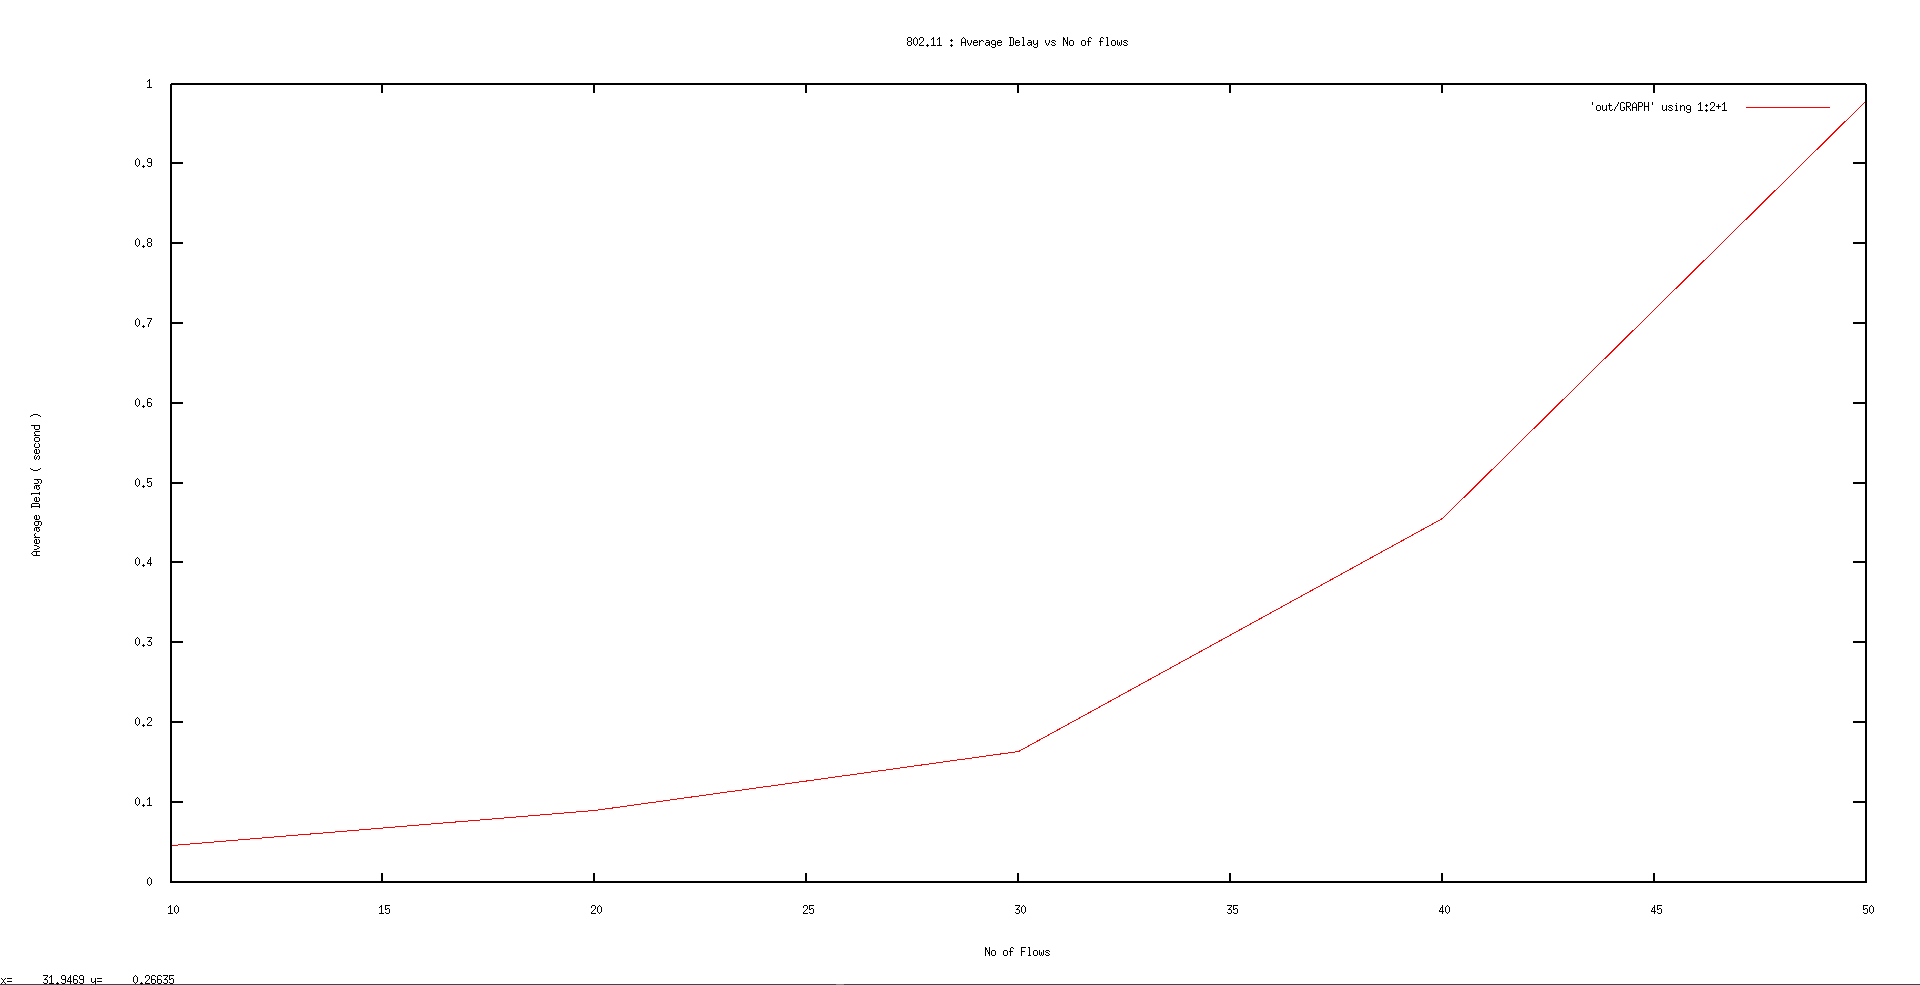 802.11 : Average Delay vs No of flows
1
'out/GRAPH' using 1:2+1
0.9
0.8
0.7
0.6
Average Delay ( second )
0.5
0.4
0.3
0.2
0.1
0
10 15 20 25 30 35 40 45 50
No of Flows
x= 31.9469 y= 0.26635